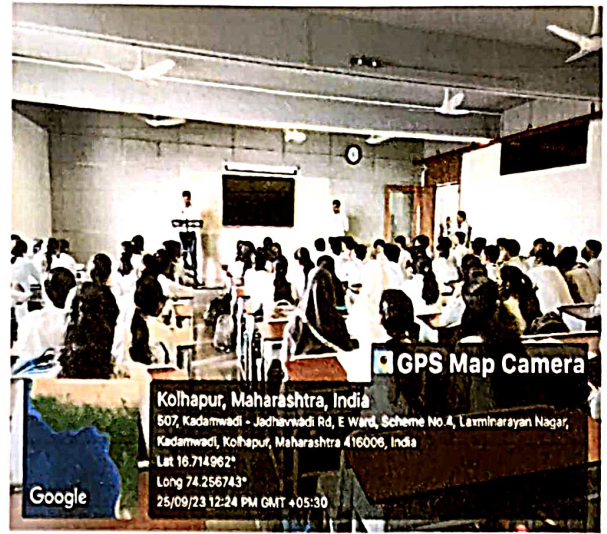 GPS Map Camera
Kolhapur, Maharashtra, India
507, Kadamwadi - Jadhavwadi Rd, E Ward, Scheme No.4, Laxminarayan Nagar,
Kadamwadi, Kolhapur, Maharashtra 416006, India
Lat 16.714962°
Long 74.256743°
25/09/23 12:24 PM GMT +05:30
Google